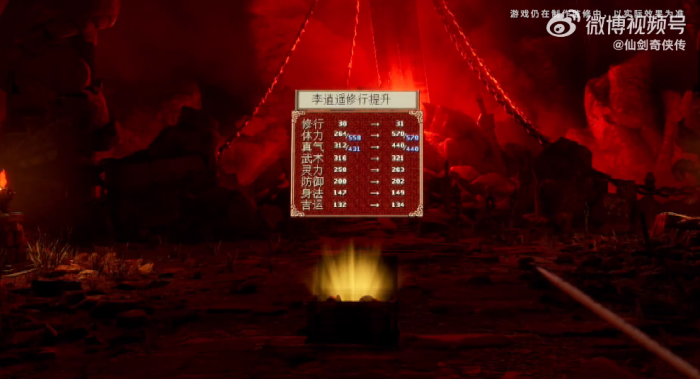 游戏仍在制作精修中,以实际效果为准
微博视频号
@仙剑奇侠传
李逍遥修行提升
修行 30 → 31
体力 264/550 → 570/570
真气 312/431 → 440/440
武术 316 → 321
灵力 250 → 263
防御 200 → 202
身法 147 → 149
吉运 132 → 134